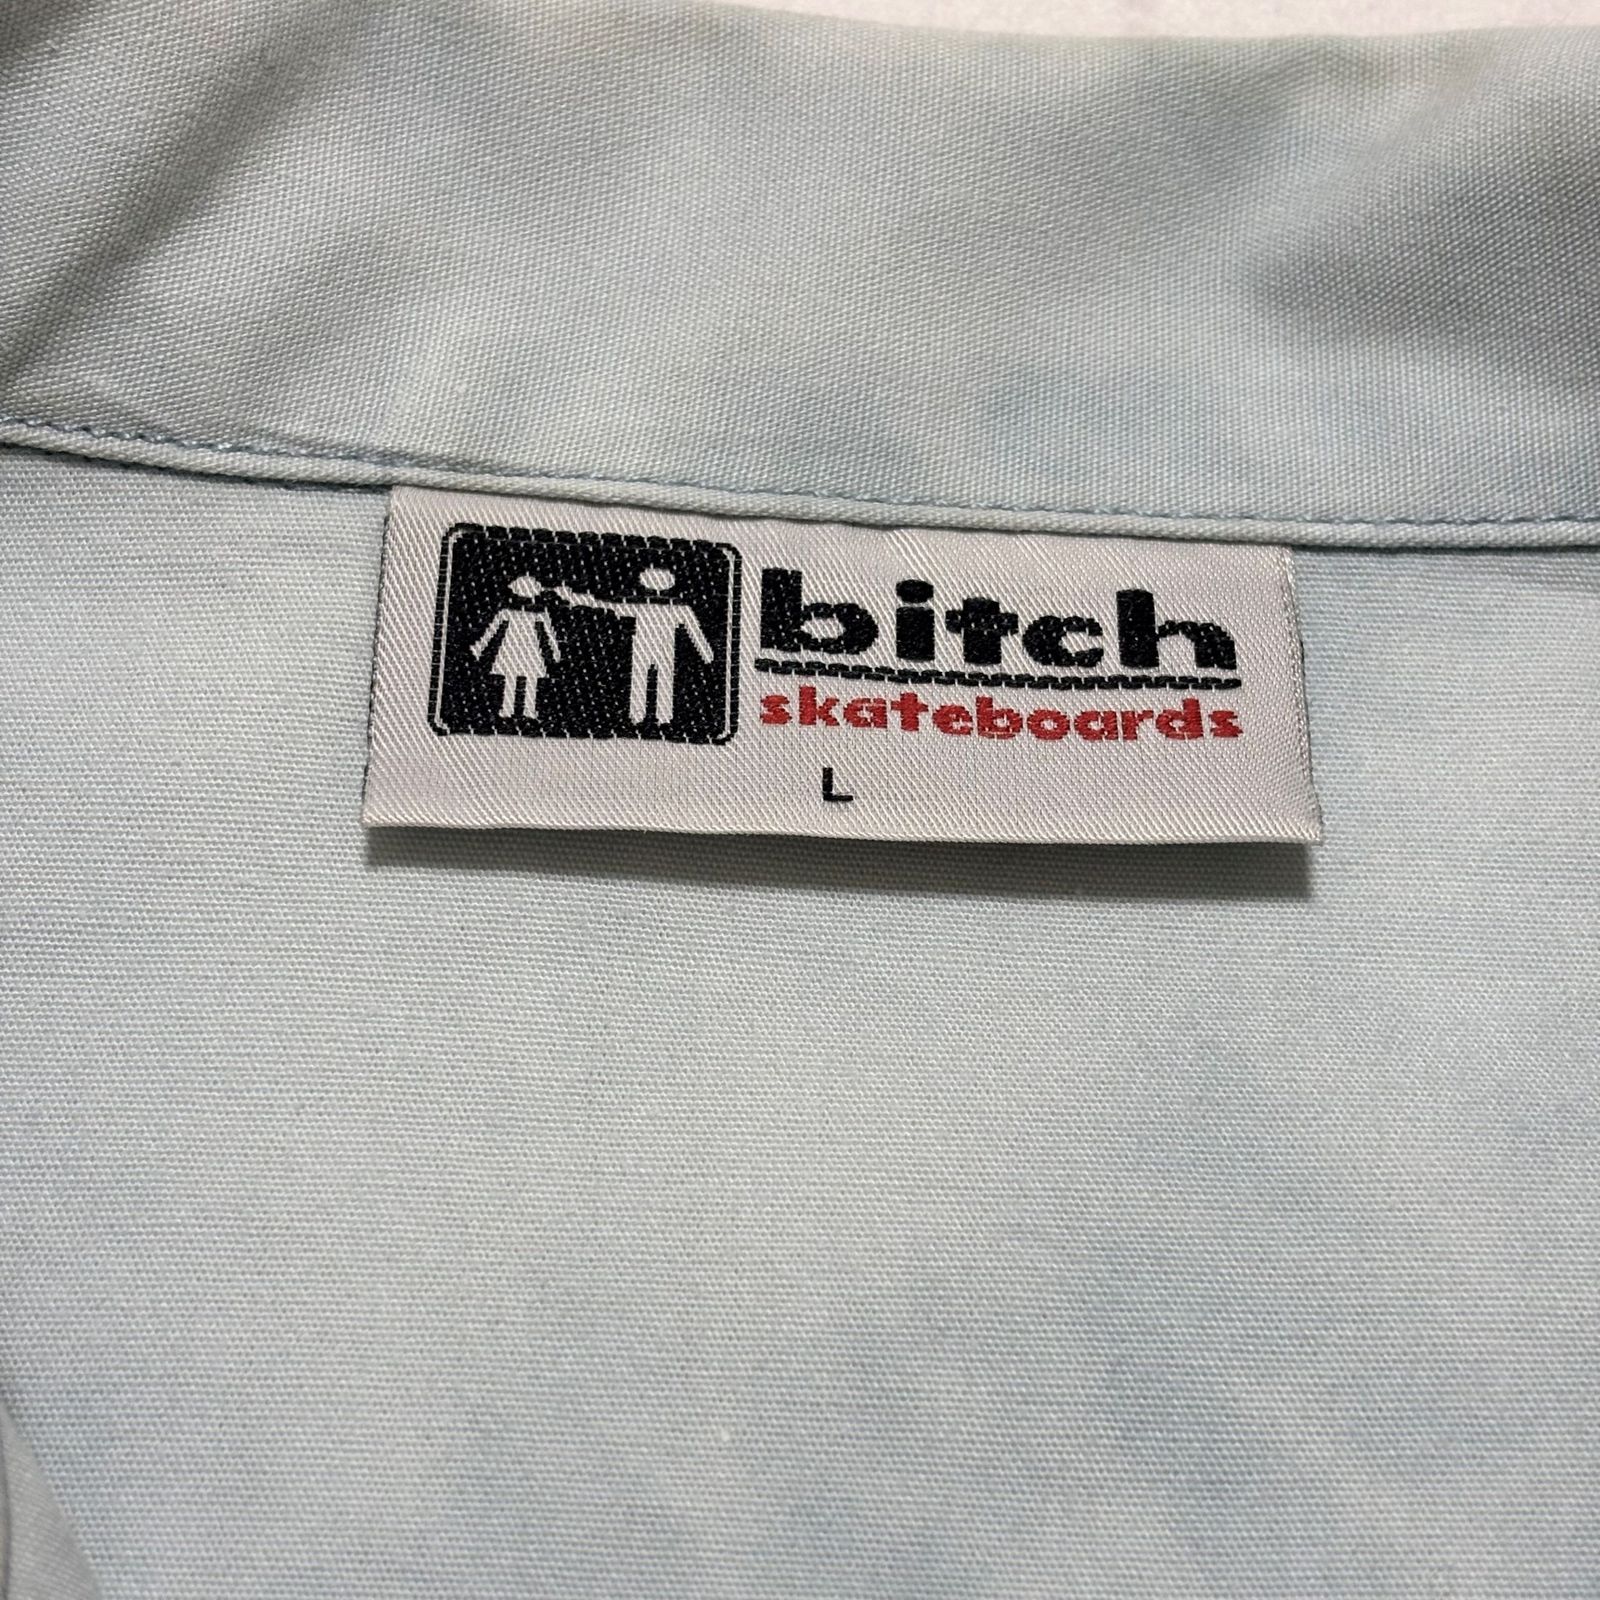 bitch
skateboards
L